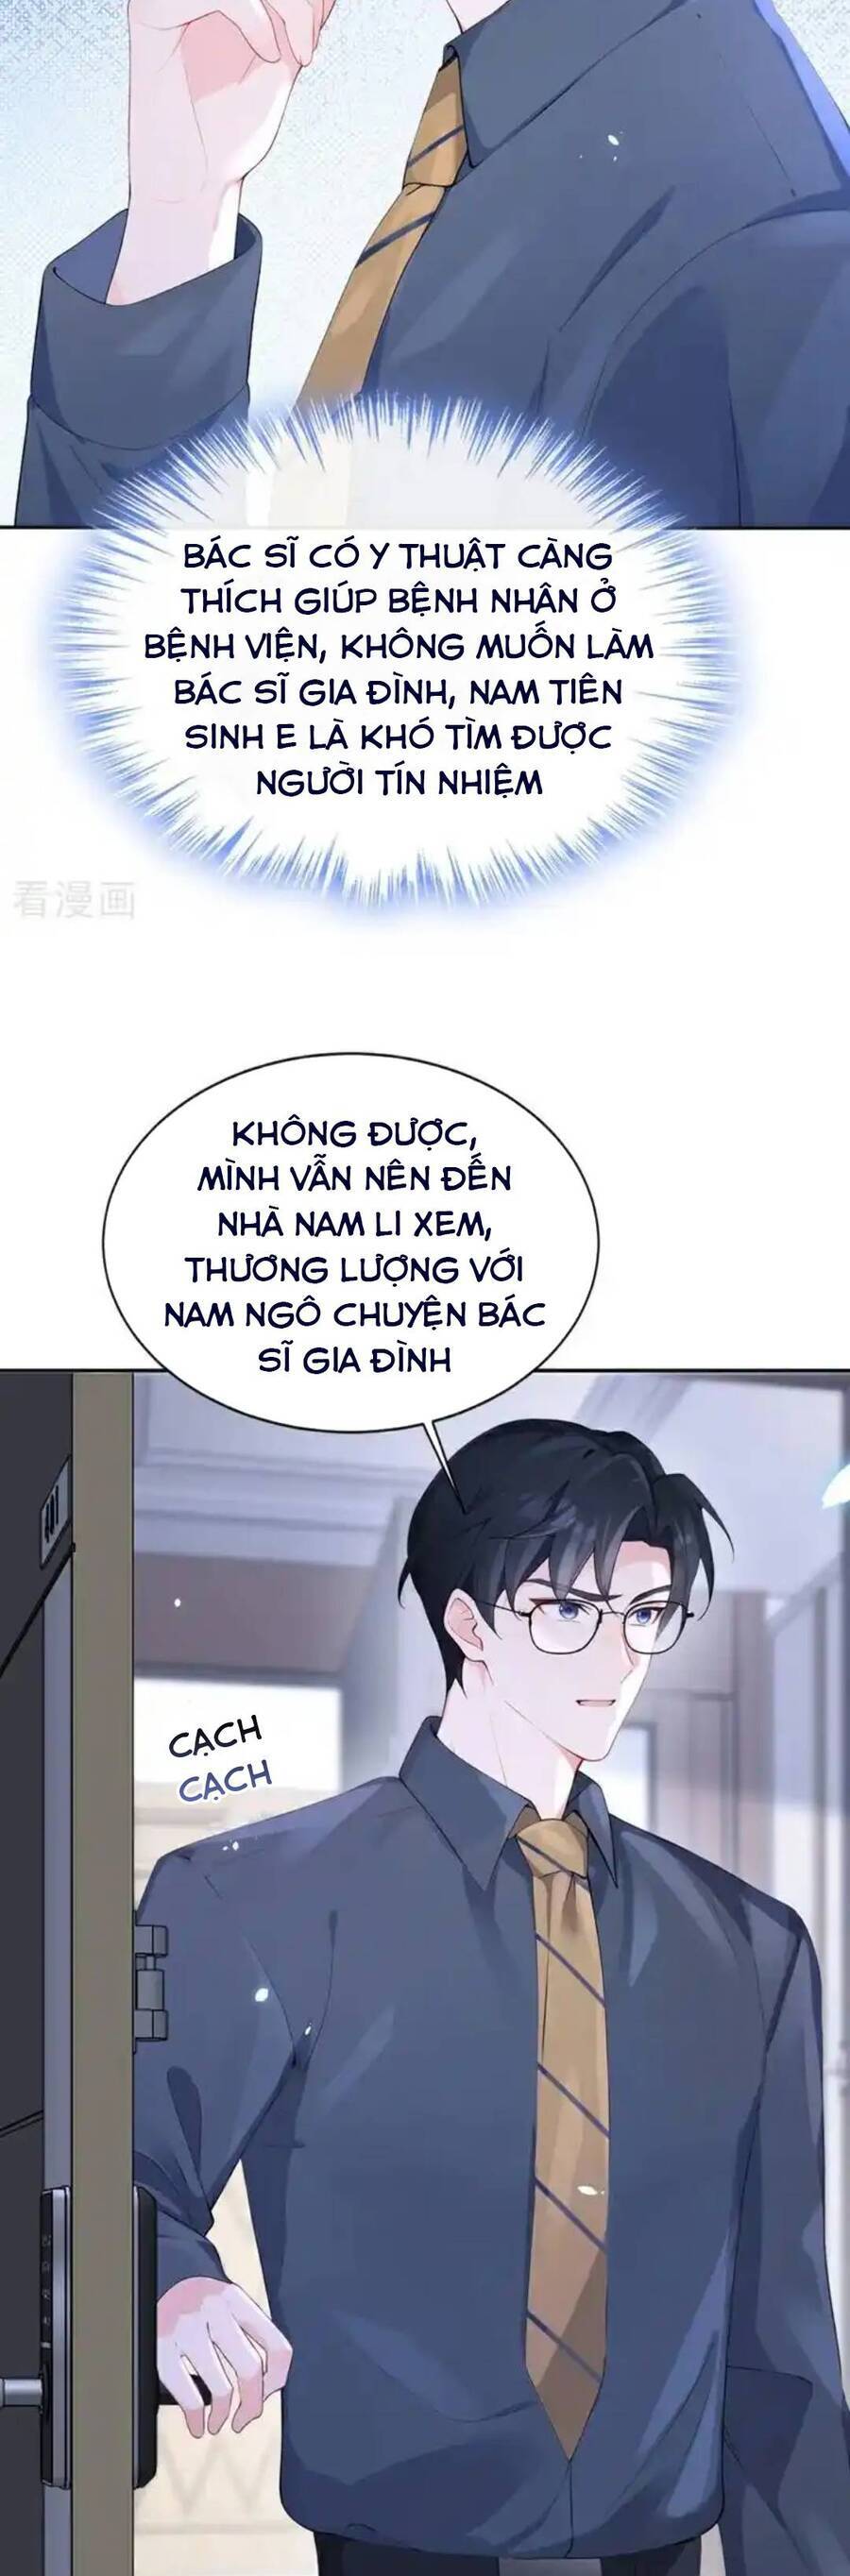 BÁC SĨ CÓ Y THUẬT CÀNG
THÍCH GIÚP BỆNH NHÂN Ở
BỆNH VIỆN, KHÔNG MUỐN LÀM
BÁC SĨ GIA ĐÌNH, NAM TIÊN
SINH E LÀ KHÓ TÌM ĐƯỢC
NGƯỜI TÍN NHIỆM
看漫画
KHÔNG ĐƯỢC,
MÌNH VẪN NÊN ĐẾN
NHÀ NAM LI XEM,
THƯƠNG LƯỢNG VỚI
NAM NGÔ CHUYỆN BÁC
SĨ GIA ĐÌNH
CẠCH
CẠCH